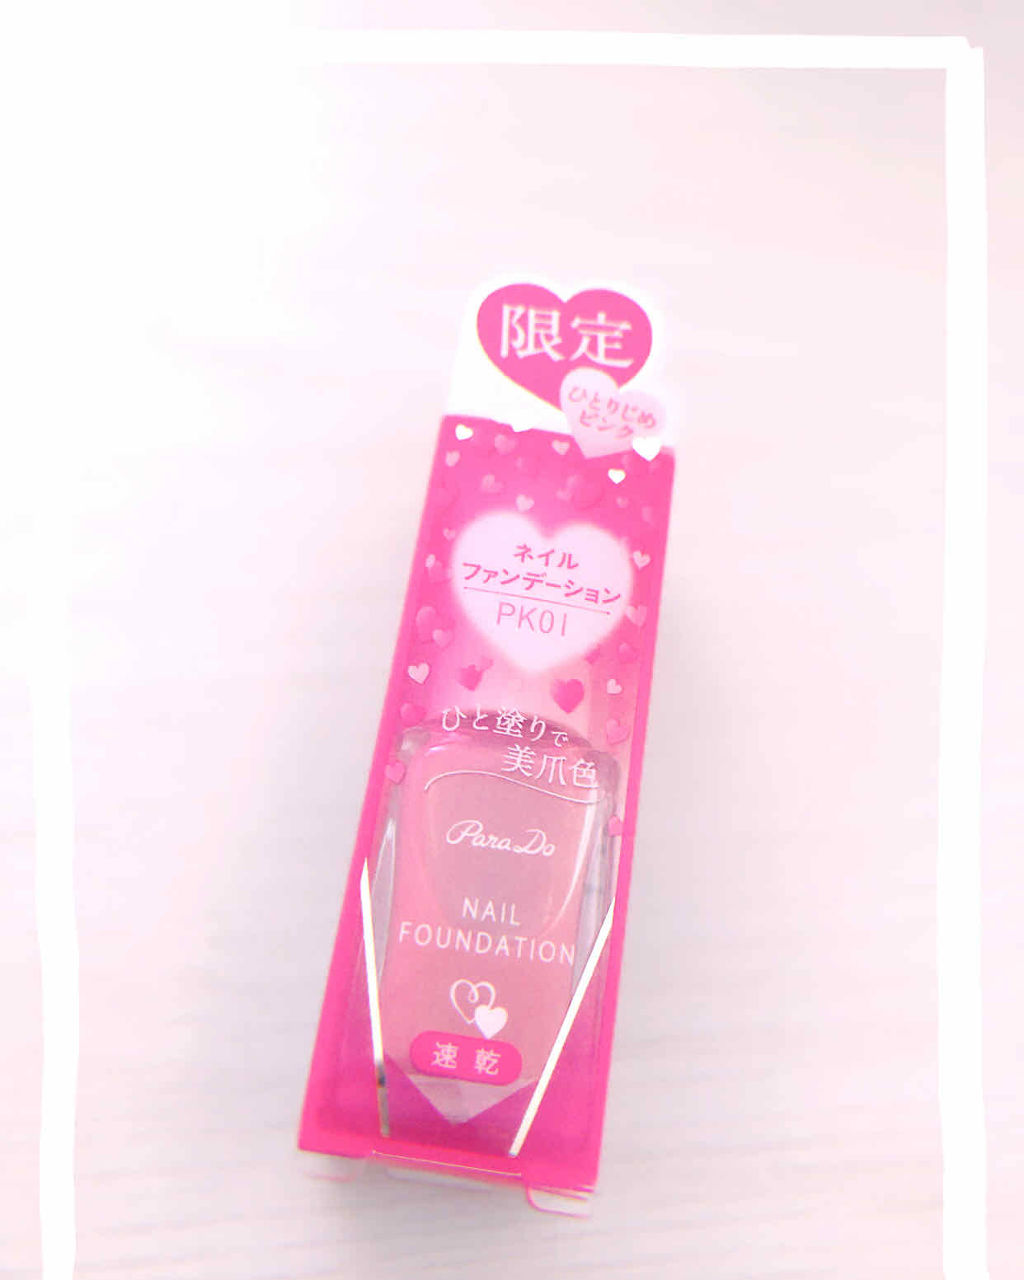 限定
ひとりじめ
ピンク
ネイル
ファンデーション
PK01
ひと塗りで
美爪色
ParaDo
NAIL
FOUNDATION
速乾